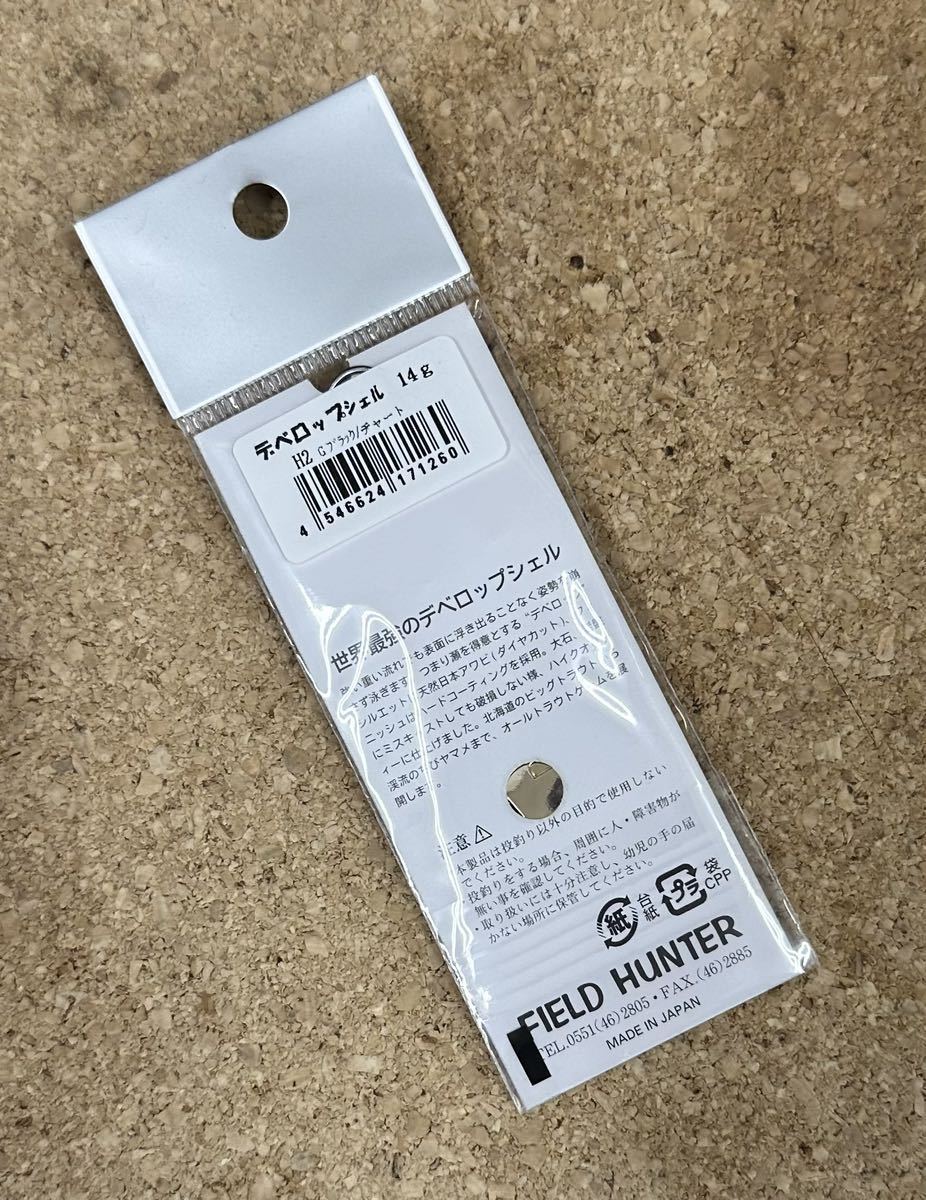 デベロップシェル 14g
H2 Gブラック/チャート
4 546624 171260
世界最強のデベロップシェル
重い流れでも表面に浮き出ることなく姿勢
さず泳ぎます。つまり瀬を得意とする“デベロ
ルエット、天然日本アワビ(ダイヤカット)、
ニッシュはハードコーティングを採用。大石、
にミスキャストしても破損しない様、ハイクオ
ィーに仕上げました。北海道のビッグトラウト
渓流のちびヤマメまで、オールトラウトゲームを展
開します。
注意⚠
本製品は投釣り以外の目的で使用しない
でください。
投釣りをする場合、周囲に人・障害物が
無い事を確認してください。
・取り扱いには十分注意し、幼児の手の届
かない場所に保管してください。
紙 台紙 プラ 袋 CPP
FIELD HUNTER
TEL.0551(46)2805・FAX.(46)2885
MADE IN JAPAN